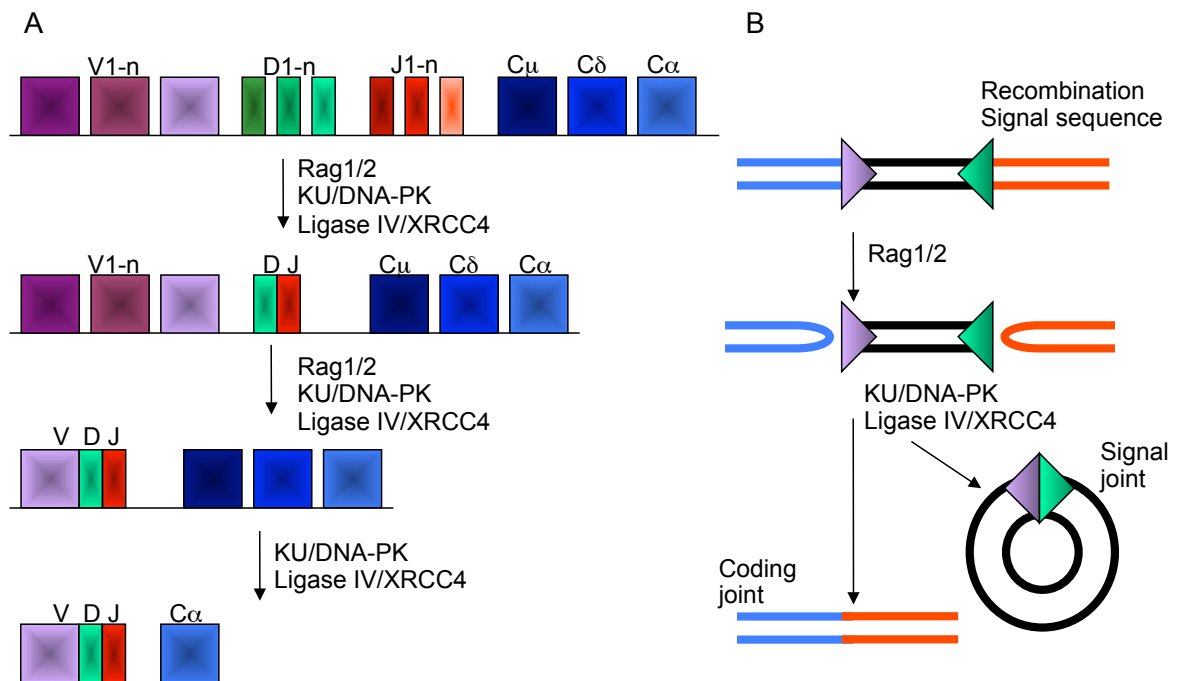 A
V1-n D1-n J1-n Cμ Cδ Cα
Rag1/2
KU/DNA-PK
Ligase IV/XRCC4
V1-n D J Cμ Cδ Cα
Rag1/2
KU/DNA-PK
Ligase IV/XRCC4
V D J
KU/DNA-PK
Ligase IV/XRCC4
V D J Cα
B
Recombination
Signal sequence
Rag1/2
KU/DNA-PK
Ligase IV/XRCC4
Signal
joint
Coding
joint